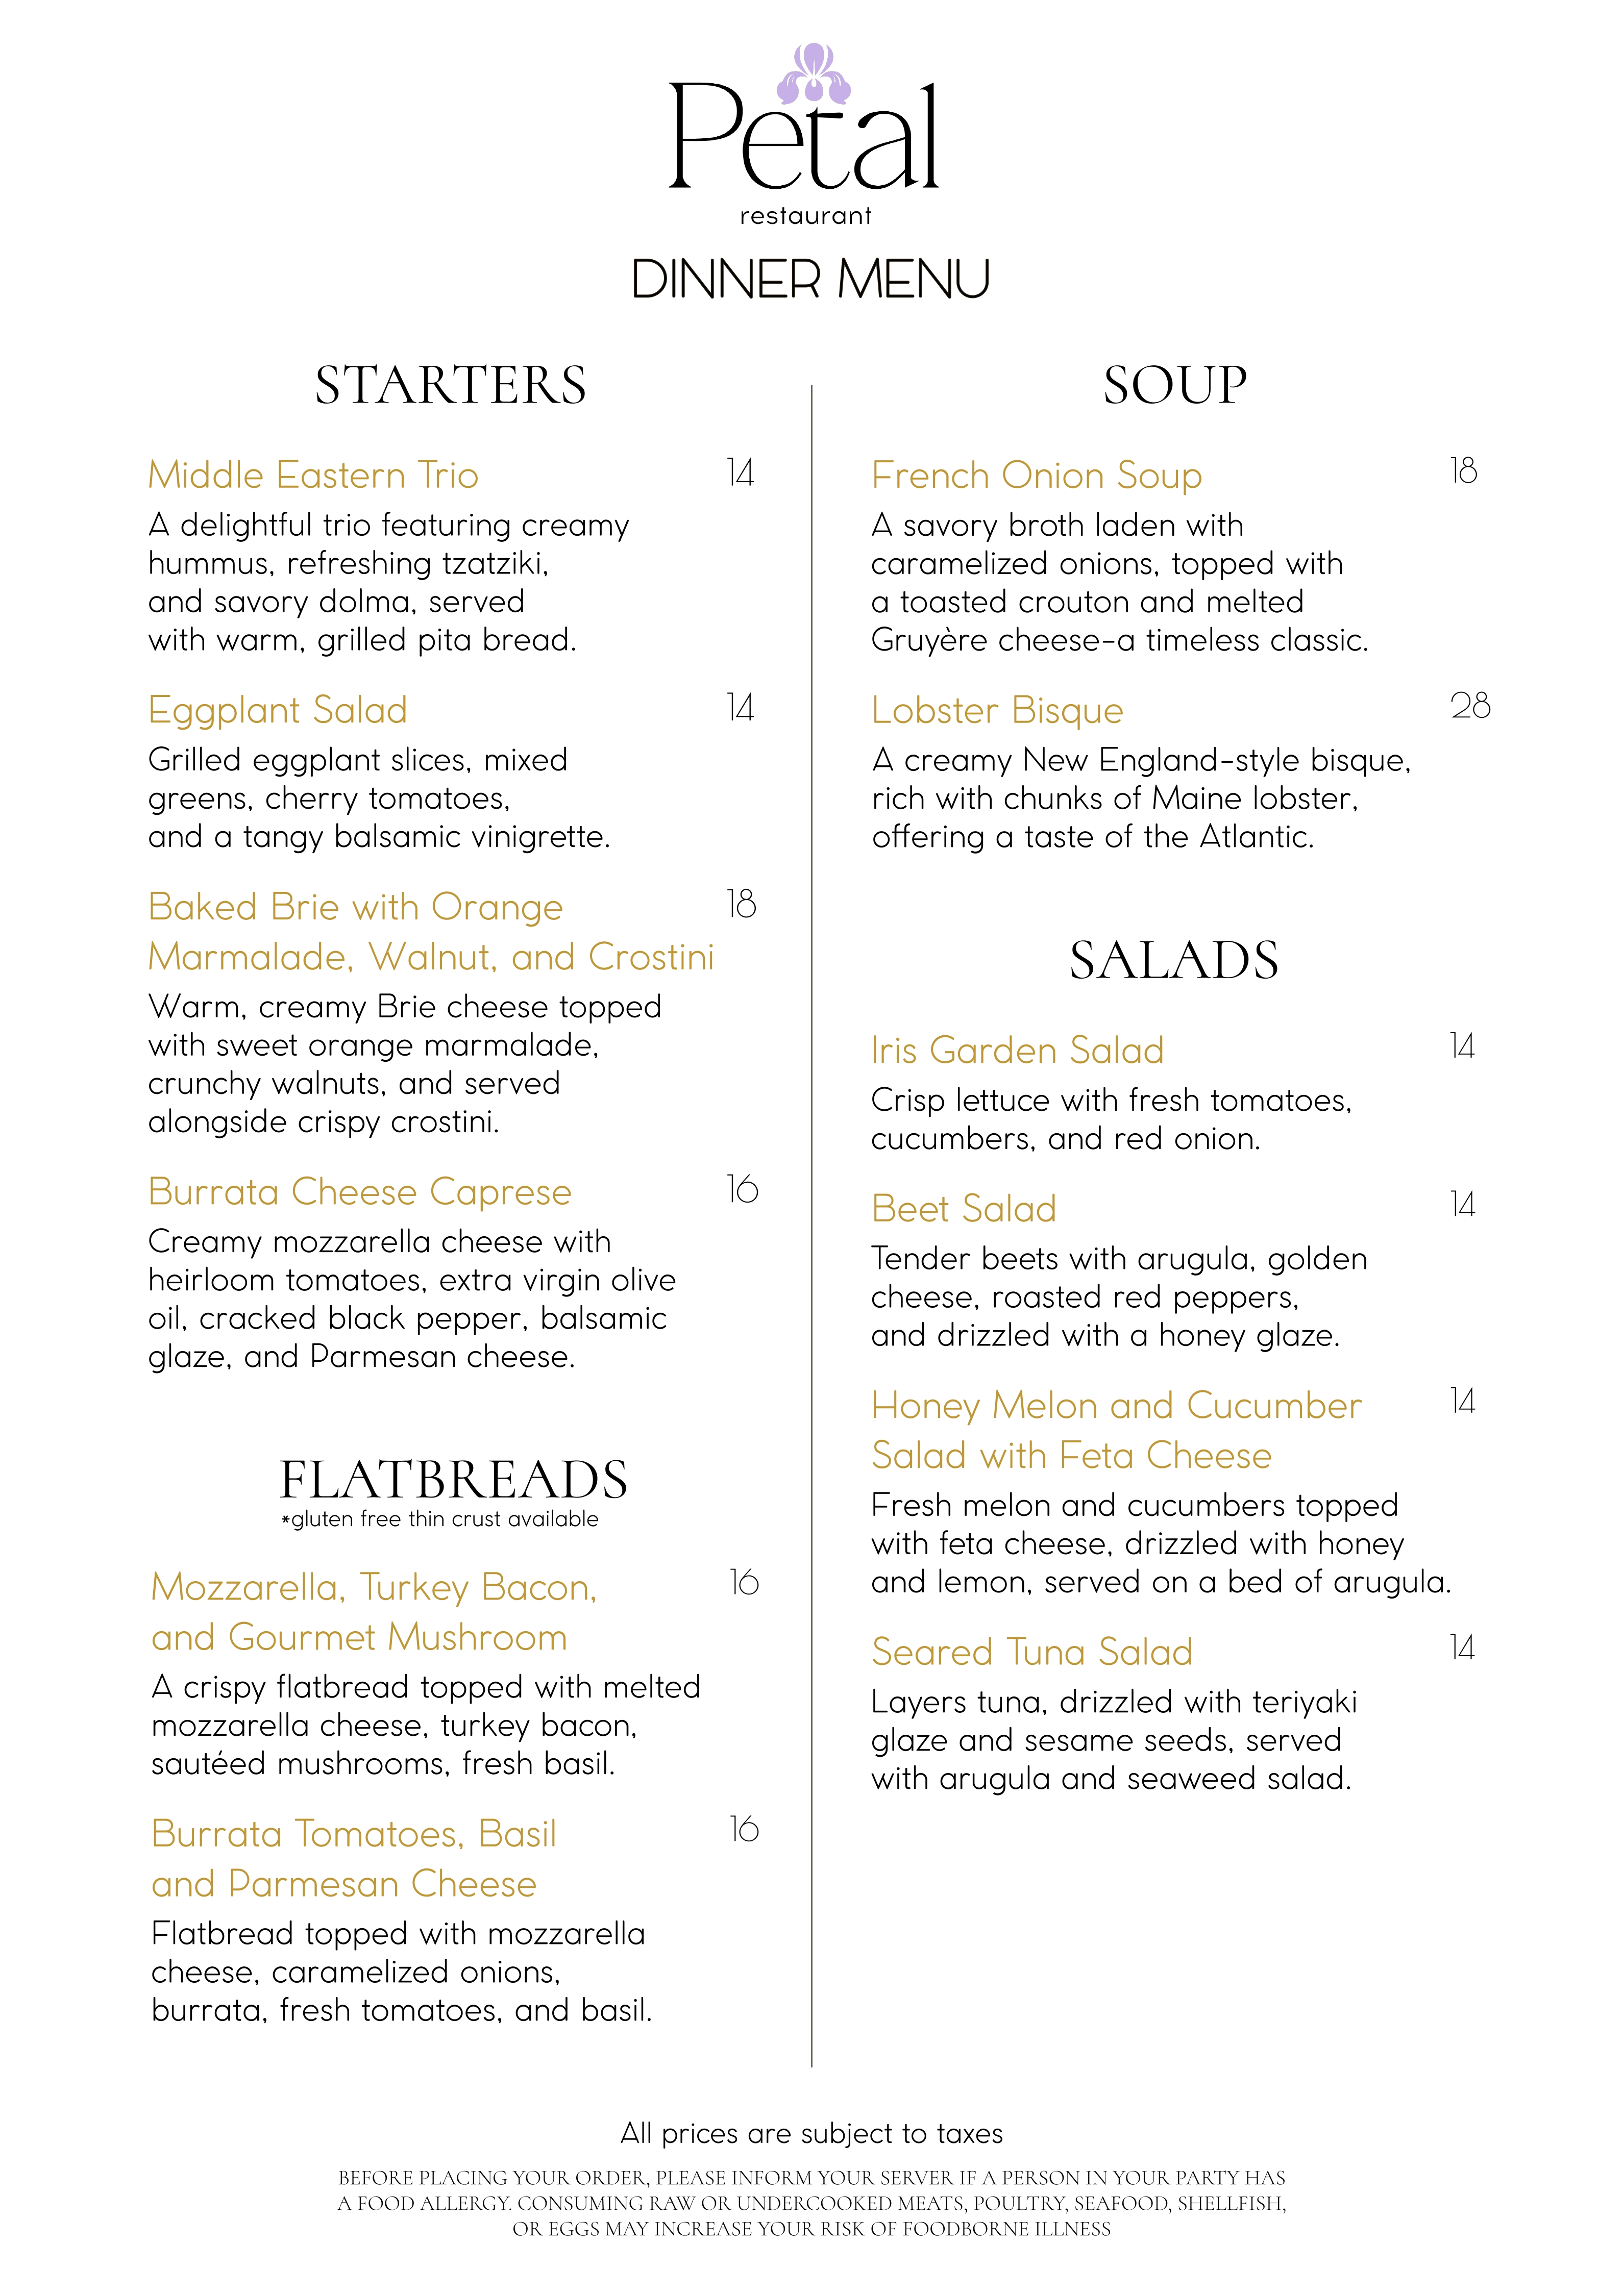 Petal
restaurant
DINNER MENU
STARTERS
Middle Eastern Trio 14
A delightful trio featuring creamy
hummus, refreshing tzatziki,
and savory dolma, served
with warm, grilled pita bread.
Eggplant Salad 14
Grilled eggplant slices, mixed
greens, cherry tomatoes,
and a tangy balsamic vinigrette.
Baked Brie with Orange 18
Marmalade, Walnut, and Crostini
Warm, creamy Brie cheese topped
with sweet orange marmalade,
crunchy walnuts, and served
alongside crispy crostini.
Burrata Cheese Caprese 16
Creamy mozzarella cheese with
heirloom tomatoes, extra virgin olive
oil, cracked black pepper, balsamic
glaze, and Parmesan cheese.
FLATBREADS
*gluten free thin crust available
Mozzarella, Turkey Bacon, 16
and Gourmet Mushroom
A crispy flatbread topped with melted
mozzarella cheese, turkey bacon,
sautéed mushrooms, fresh basil.
Burrata Tomatoes, Basil 16
and Parmesan Cheese
Flatbread topped with mozzarella
cheese, caramelized onions,
burrata, fresh tomatoes, and basil.
SOUP
French Onion Soup 18
A savory broth laden with
caramelized onions, topped with
a toasted crouton and melted
Gruyère cheese-a timeless classic.
Lobster Bisque 28
A creamy New England-style bisque,
rich with chunks of Maine lobster,
offering a taste of the Atlantic.
SALADS
Iris Garden Salad 14
Crisp lettuce with fresh tomatoes,
cucumbers, and red onion.
Beet Salad 14
Tender beets with arugula, golden
cheese, roasted red peppers,
and drizzled with a honey glaze.
Honey Melon and Cucumber 14
Salad with Feta Cheese
Fresh melon and cucumbers topped
with feta cheese, drizzled with honey
and lemon, served on a bed of arugula.
Seared Tuna Salad 14
Layers tuna, drizzled with teriyaki
glaze and sesame seeds, served
with arugula and seaweed salad.
All prices are subject to taxes
BEFORE PLACING YOUR ORDER, PLEASE INFORM YOUR SERVER IF A PERSON IN YOUR PARTY HAS
A FOOD ALLERGY. CONSUMING RAW OR UNDERCOOKED MEATS, POULTRY, SEAFOOD, SHELLFISH,
OR EGGS MAY INCREASE YOUR RISK OF FOODBORNE ILLNESS